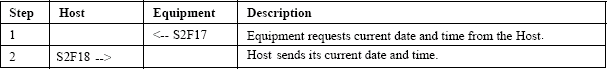 Step Host Equipment Description
1 <-- S2F17 Equipment requests current date and time from the Host.
2 S2F18 --> Host sends its current date and time.